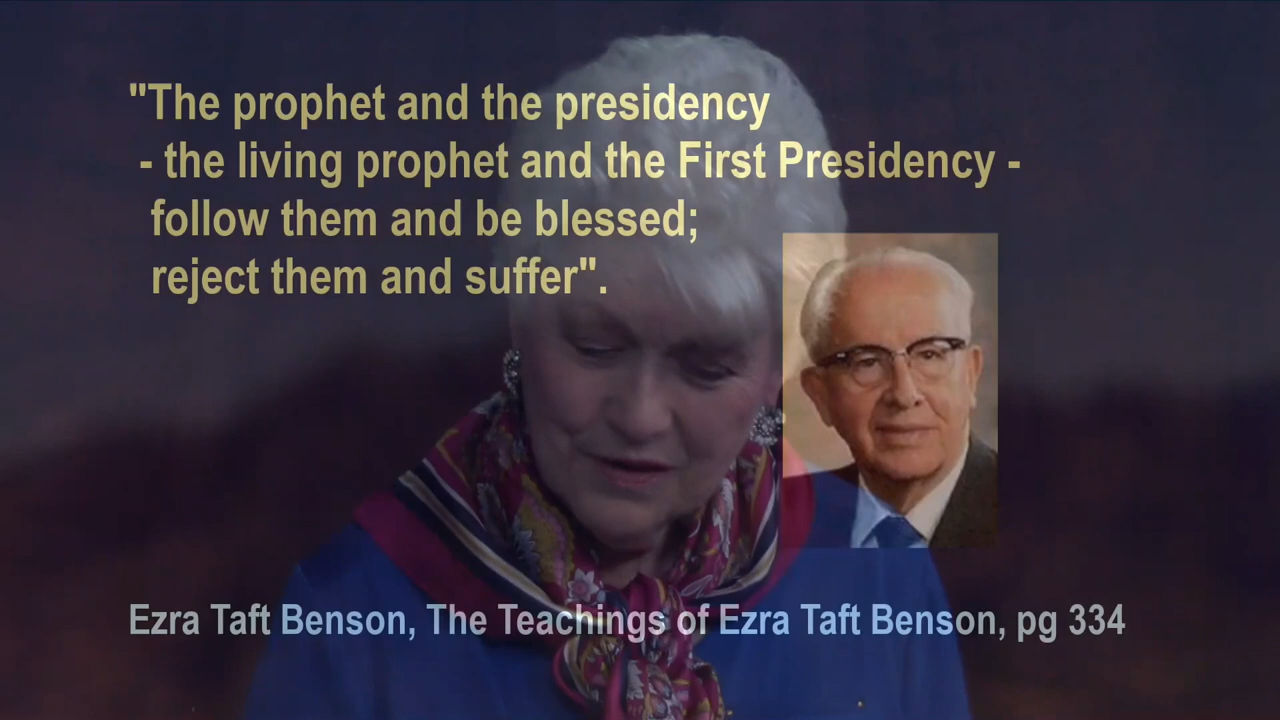 "The prophet and the presidency
- the living prophet and the First Presidency -
follow them and be blessed;
reject them and suffer".
Ezra Taft Benson, The Teachings of Ezra Taft Benson, pg 334